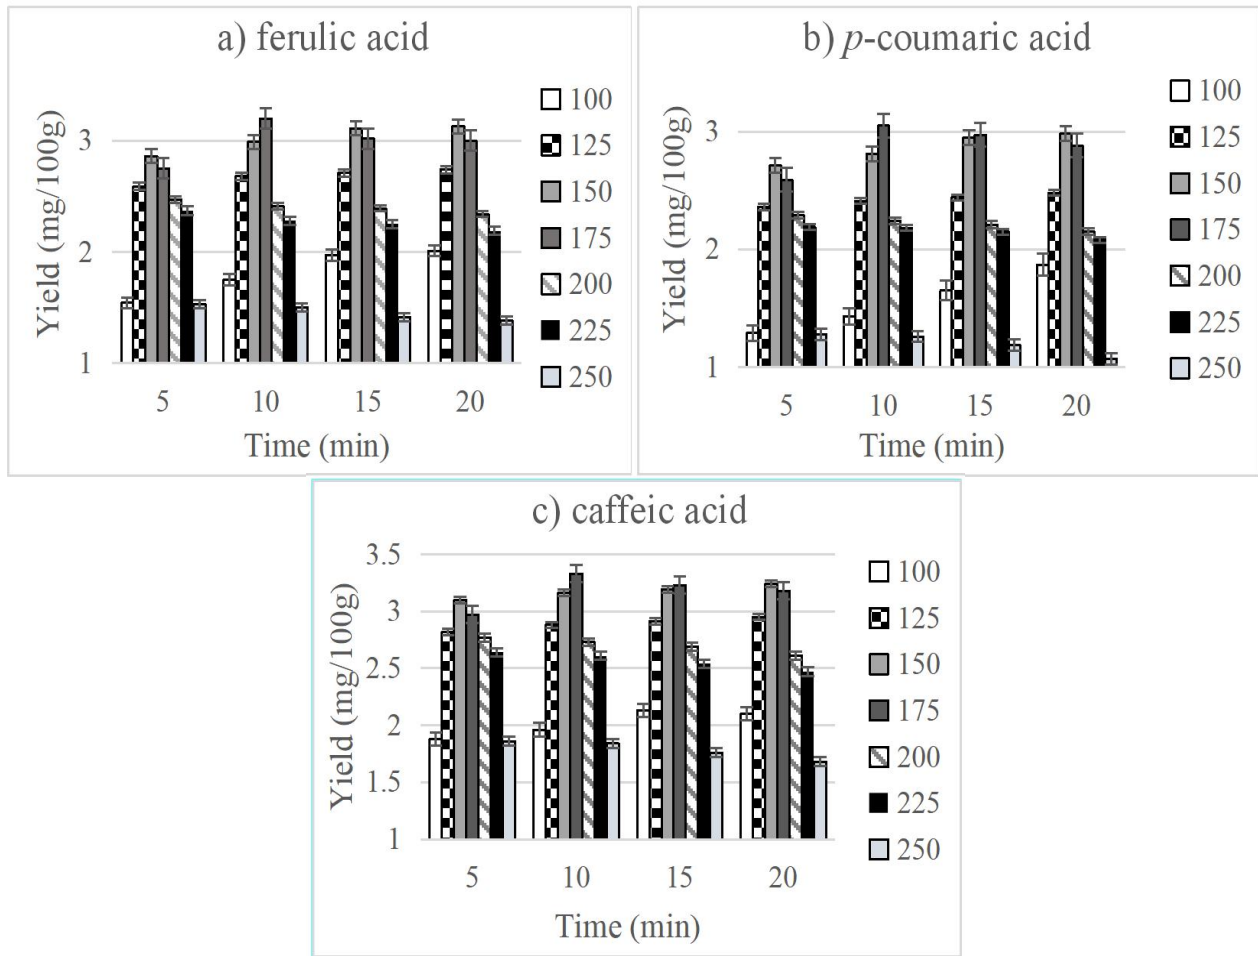 a) ferulic acid
Yield (mg/100g)
3
2
1
5 10 15 20
Time (min)
100
125
150
175
200
225
250
b) p-coumaric acid
Yield (mg/100g)
3
2
1
5 10 15 20
Time (min)
100
125
150
175
200
225
250
c) caffeic acid
Yield (mg/100g)
3.5
3
2.5
2
1.5
1
5 10 15 20
Time (min)
100
125
150
175
200
225
250